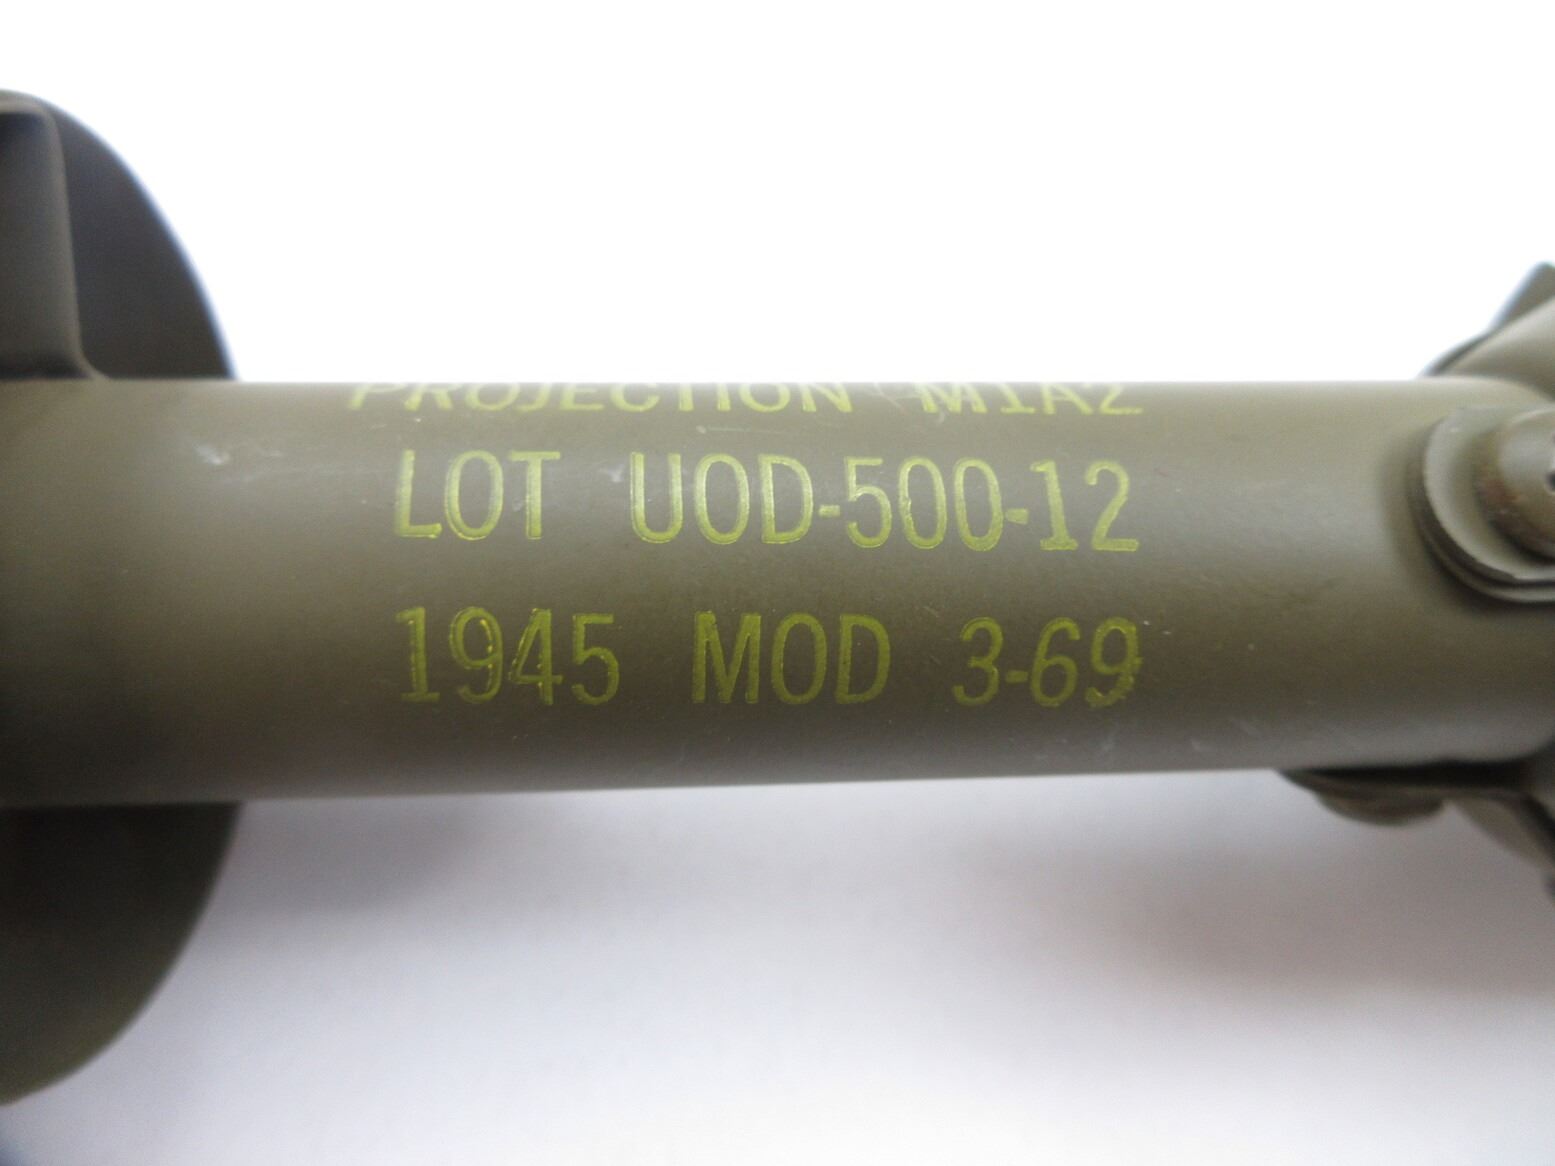 PROJECTION M1A2
LOT UOD-500-12
1945 MOD 3-69